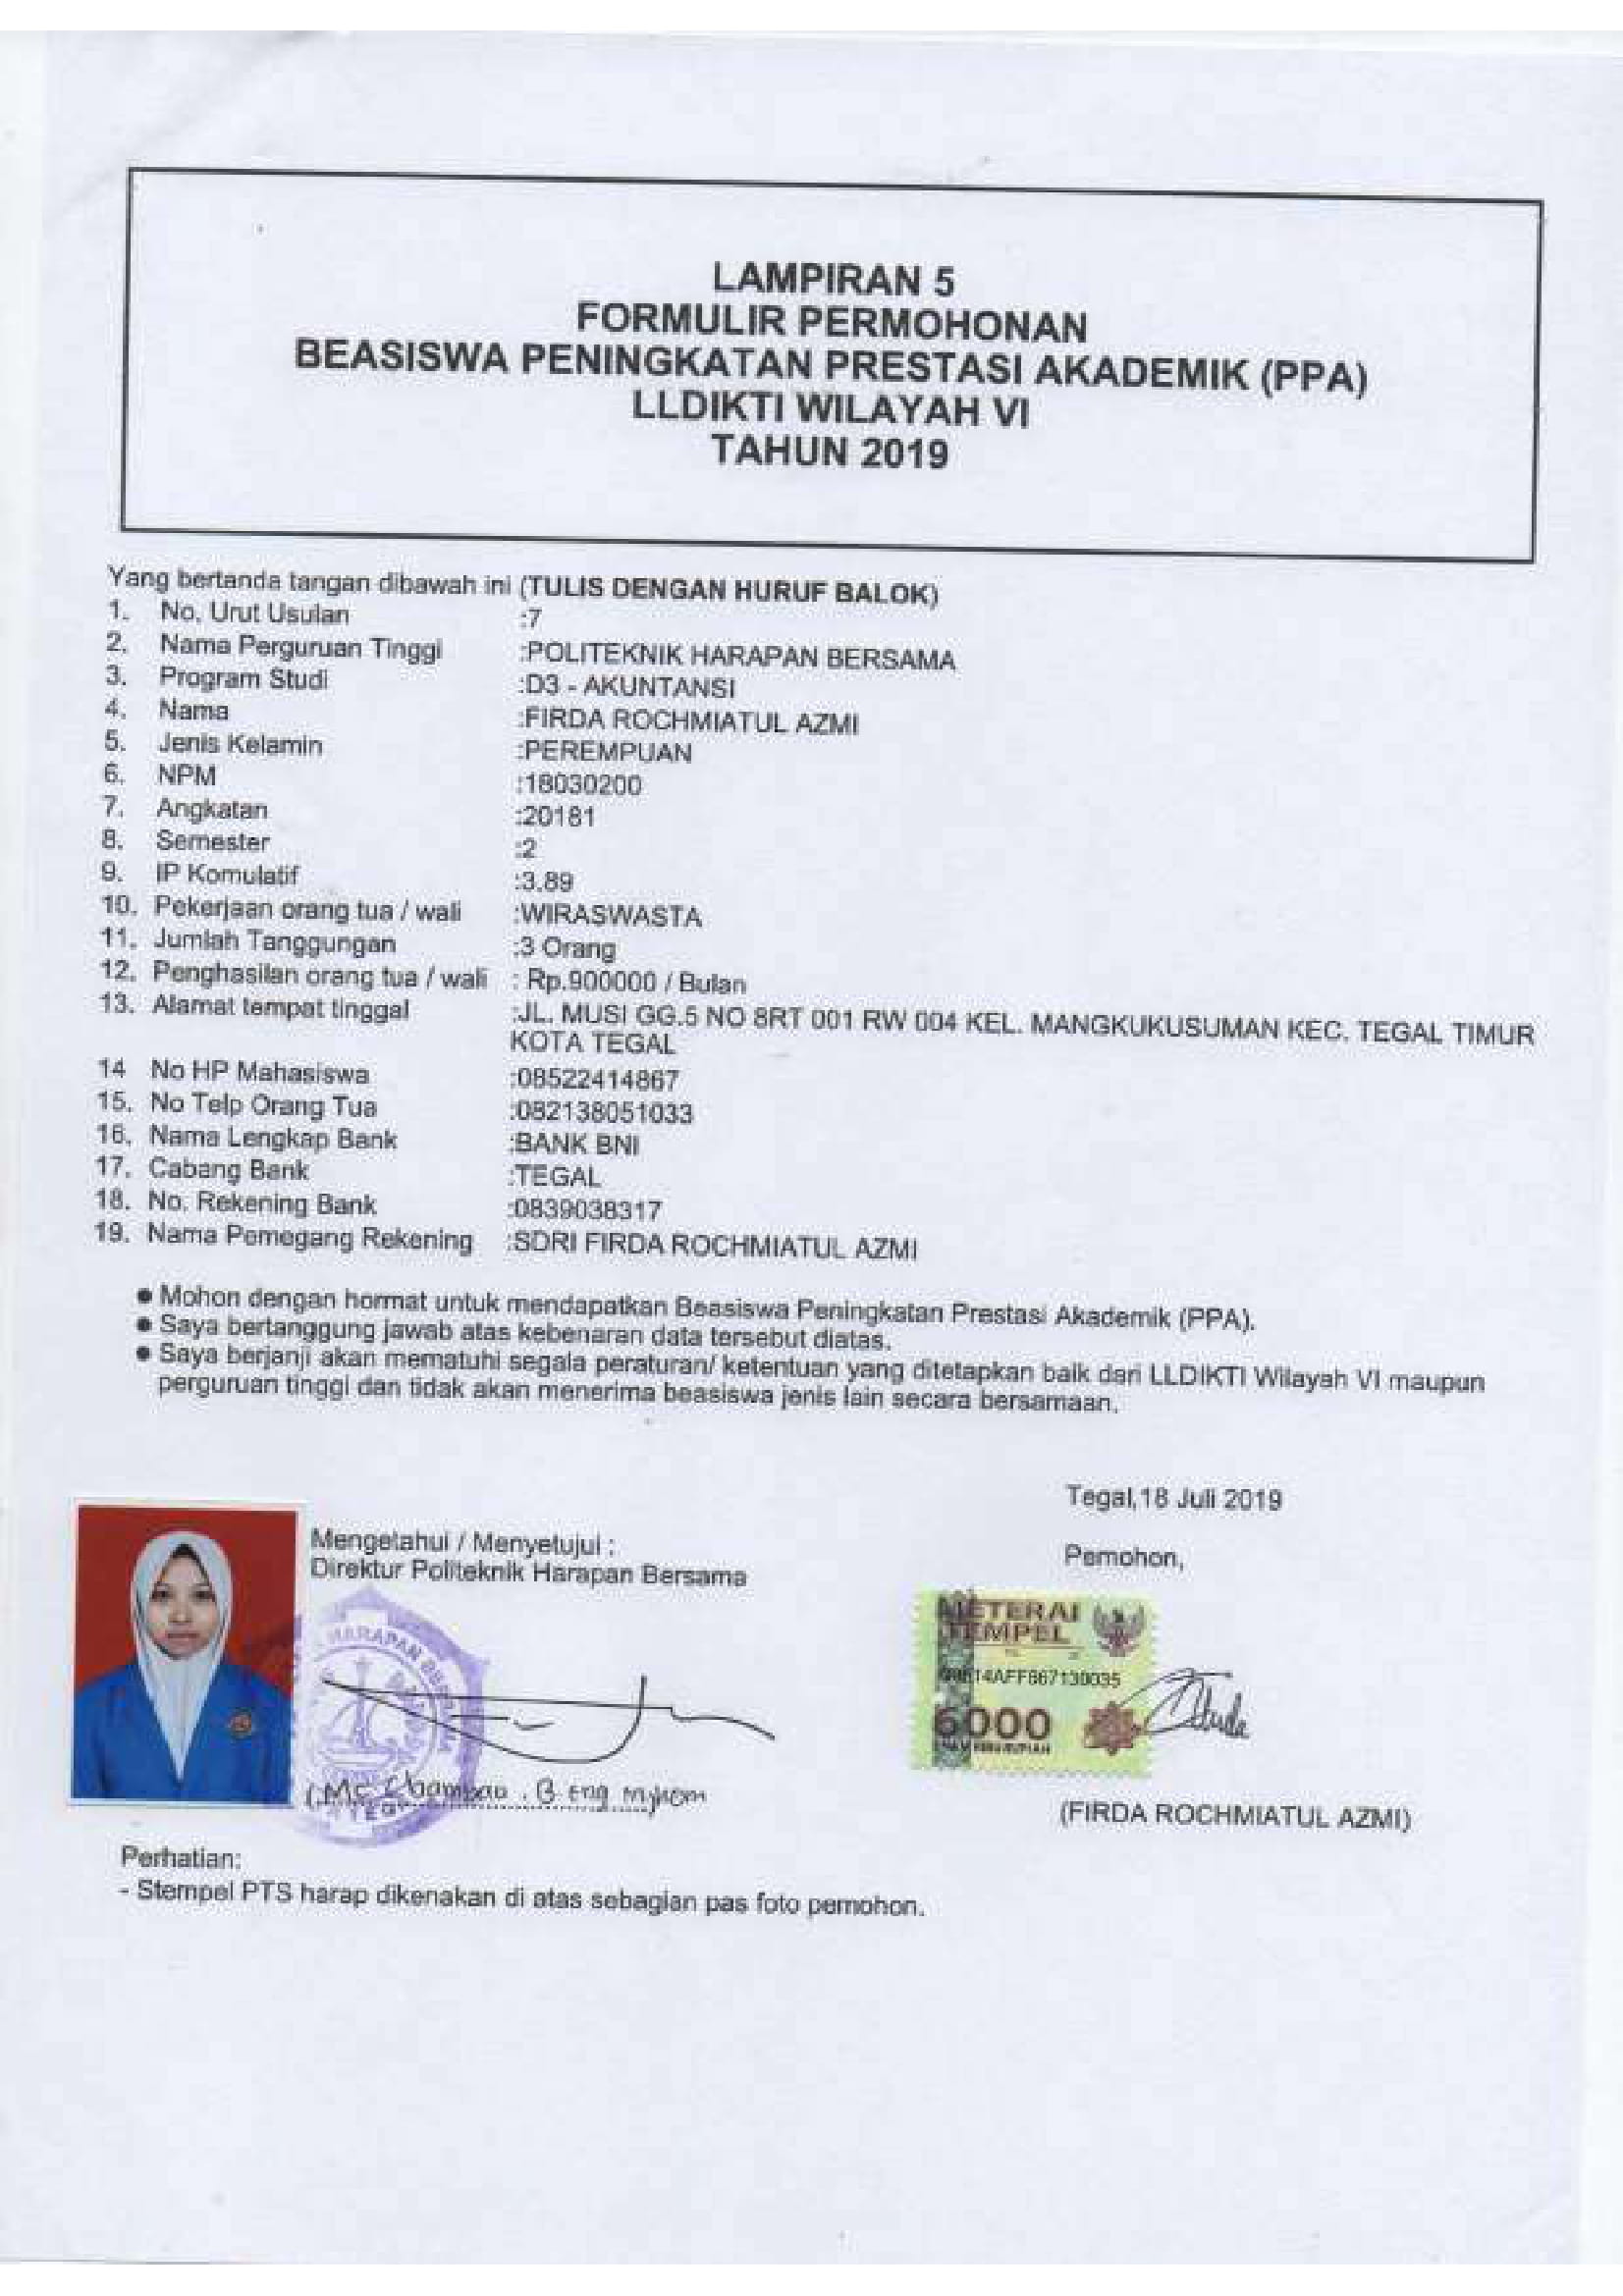 LAMPIRAN 5
FORMULIR PERMOHONAN
BEASISWA PENINGKATAN PRESTASI AKADEMIK (PPA)
LLDIKTI WILAYAH VI
TAHUN 2019
Yang bertanda tangan dibawah ini (TULIS DENGAN HURUF BALOK)
1. No. Urut Usulan :7
2. Nama Perguruan Tinggi :POLITEKNIK HARAPAN BERSAMA
3. Program Studi :D3 - AKUNTANSI
4. Nama :FIRDA ROCHMIATUL AZMI
5. Jenis Kelamin :PEREMPUAN
6. NPM :18030200
7. Angkatan :20181
8. Semester :2
9. IP Komulatif :3.89
10. Pekerjaan orang tua / wali :WIRASWASTA
11. Jumlah Tanggungan :3 Orang
12. Penghasilan orang tua / wali : Rp.900000 / Bulan
13. Alamat tempat tinggal :JL. MUSI GG.5 NO 8RT 001 RW 004 KEL. MANGKUKUSUMAN KEC. TEGAL TIMUR
KOTA TEGAL
14 No HP Mahasiswa :08522414867
15. No Telp Orang Tua :082138051033
16. Nama Lengkap Bank :BANK BNI
17. Cabang Bank :TEGAL
18. No. Rekening Bank :0839038317
19. Nama Pemegang Rekening :SDRI FIRDA ROCHMIATUL AZMI
● Mohon dengan hormat untuk mendapatkan Beasiswa Peningkatan Prestasi Akademik (PPA).
● Saya bertanggung jawab atas kebenaran data tersebut diatas.
● Saya berjanji akan mematuhi segala peraturan/ ketentuan yang ditetapkan baik dari LLDIKTI Wilayah VI maupun
perguruan tinggi dan tidak akan menerima beasiswa jenis lain secara bersamaan.
Tegal,18 Juli 2019
Mengetahui / Menyetujui :
Direktur Politeknik Harapan Bersama
Pemohon,
HARAPAN
METERAI
TEMPEL
14AFF867130035
6000
(Mc. Chambali. B. Eng
(FIRDA ROCHMIATUL AZMI)
Perhatian:
- Stempel PTS harap dikenakan di atas sebagian pas foto pemohon.